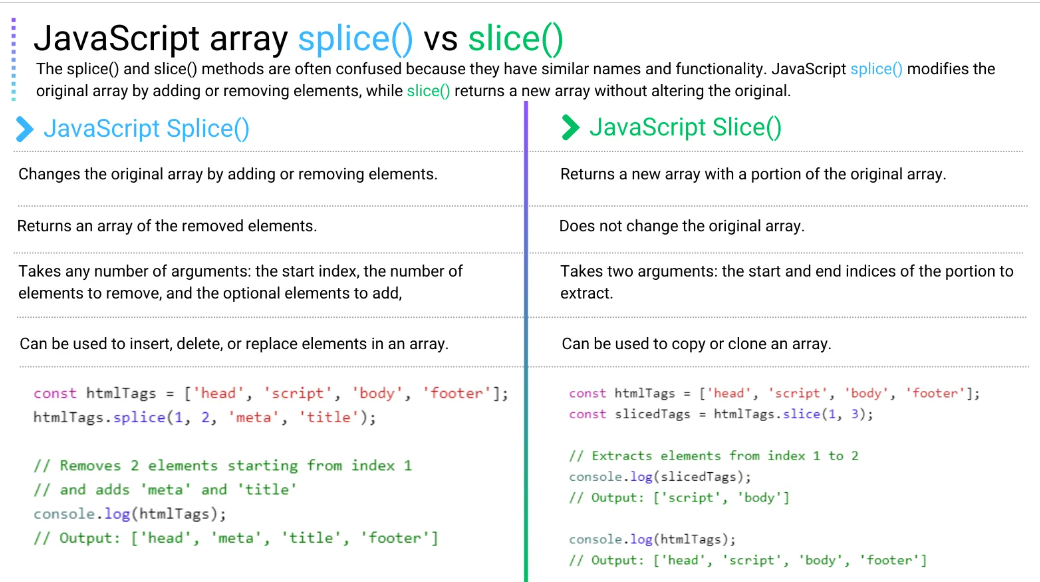 JavaScript array splice() vs slice()
The splice() and slice() methods are often confused because they have similar names and functionality. JavaScript splice() modifies the
original array by adding or removing elements, while slice() returns a new array without altering the original.
JavaScript Splice()
Changes the original array by adding or removing elements.
Returns an array of the removed elements.
Takes any number of arguments: the start index, the number of
elements to remove, and the optional elements to add,
Can be used to insert, delete, or replace elements in an array.
const htmlTags = ['head', 'script', 'body', 'footer'];
htmlTags.splice(1, 2, 'meta', 'title');
// Removes 2 elements starting from index 1
// and adds 'meta' and 'title'
console.log(htmlTags);
// Output: ['head', 'meta', 'title', 'footer']
JavaScript Slice()
Returns a new array with a portion of the original array.
Does not change the original array.
Takes two arguments: the start and end indices of the portion to
extract.
Can be used to copy or clone an array.
const htmlTags = ['head', 'script', 'body', 'footer'];
const slicedTags = htmlTags.slice(1, 3);
// Extracts elements from index 1 to 2
console.log(slicedTags);
// Output: ['script', 'body']
console.log(htmlTags);
// Output: ['head', 'script', 'body', 'footer']